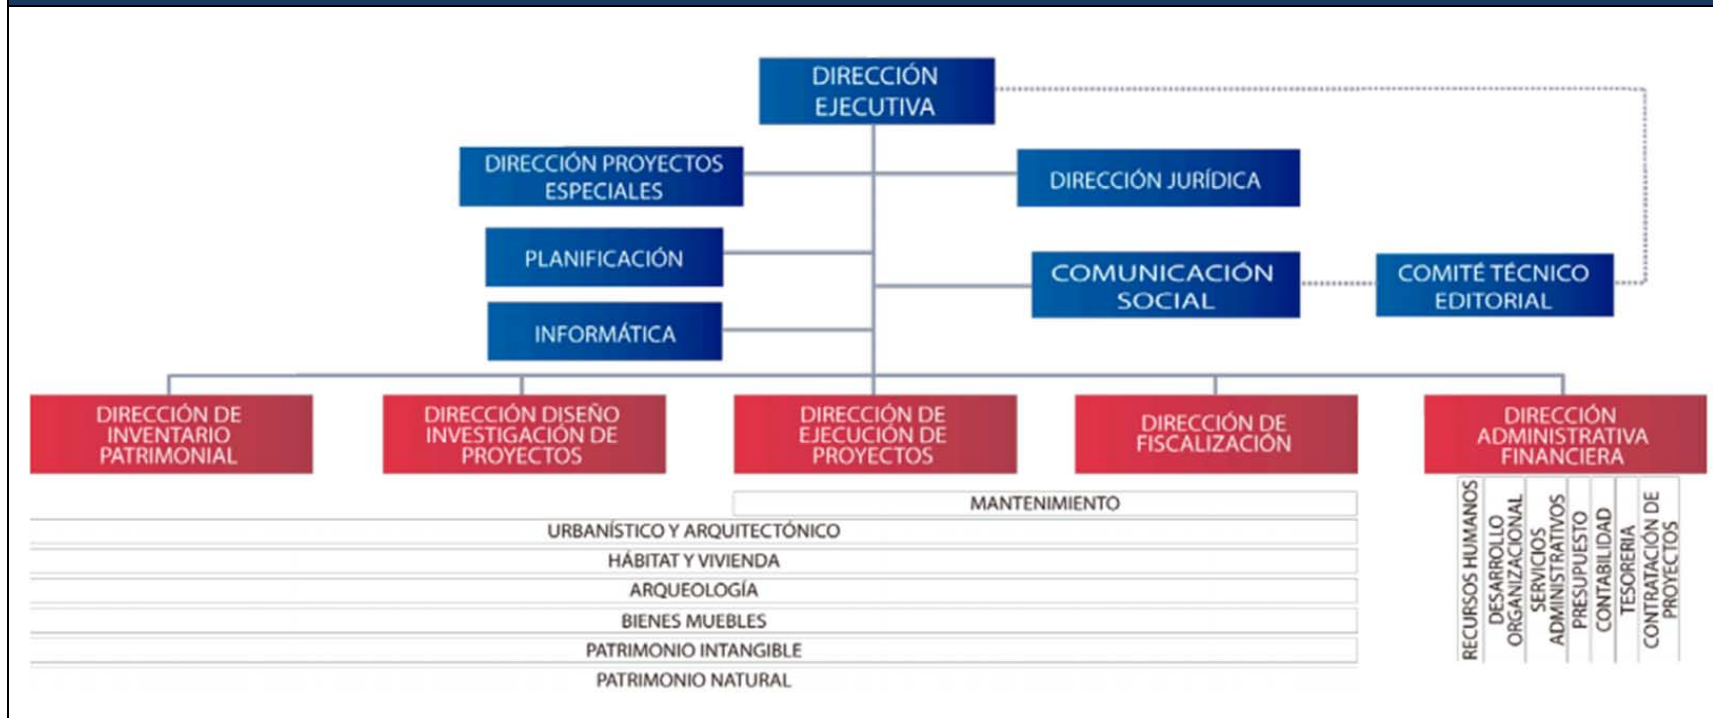 DIRECCIÓN
EJECUTIVA
DIRECCIÓN PROYECTOS
ESPECIALES
DIRECCIÓN JURÍDICA
PLANIFICACIÓN
COMUNICACIÓN
SOCIAL
COMITÉ TÉCNICO
EDITORIAL
INFORMÁTICA
DIRECCIÓN DE
INVENTARIO
PATRIMONIAL
DIRECCIÓN DISEÑO
INVESTIGACIÓN DE
PROYECTOS
DIRECCIÓN DE
EJECUCIÓN DE
PROYECTOS
DIRECCIÓN DE
FISCALIZACIÓN
DIRECCIÓN
ADMINISTRATIVA
FINANCIERA
MANTENIMIENTO
URBANÍSTICO Y ARQUITECTÓNICO
HÁBITAT Y VIVIENDA
ARQUEOLOGÍA
BIENES MUEBLES
PATRIMONIO INTANGIBLE
PATRIMONIO NATURAL
RECURSOS HUMANOS
DESARROLLO
ORGANIZACIONAL
SERVICIOS
ADMINISTRATIVOS
PRESUPUESTO
CONTABILIDAD
TESORERIA
CONTRATACIÓN DE
PROYECTOS